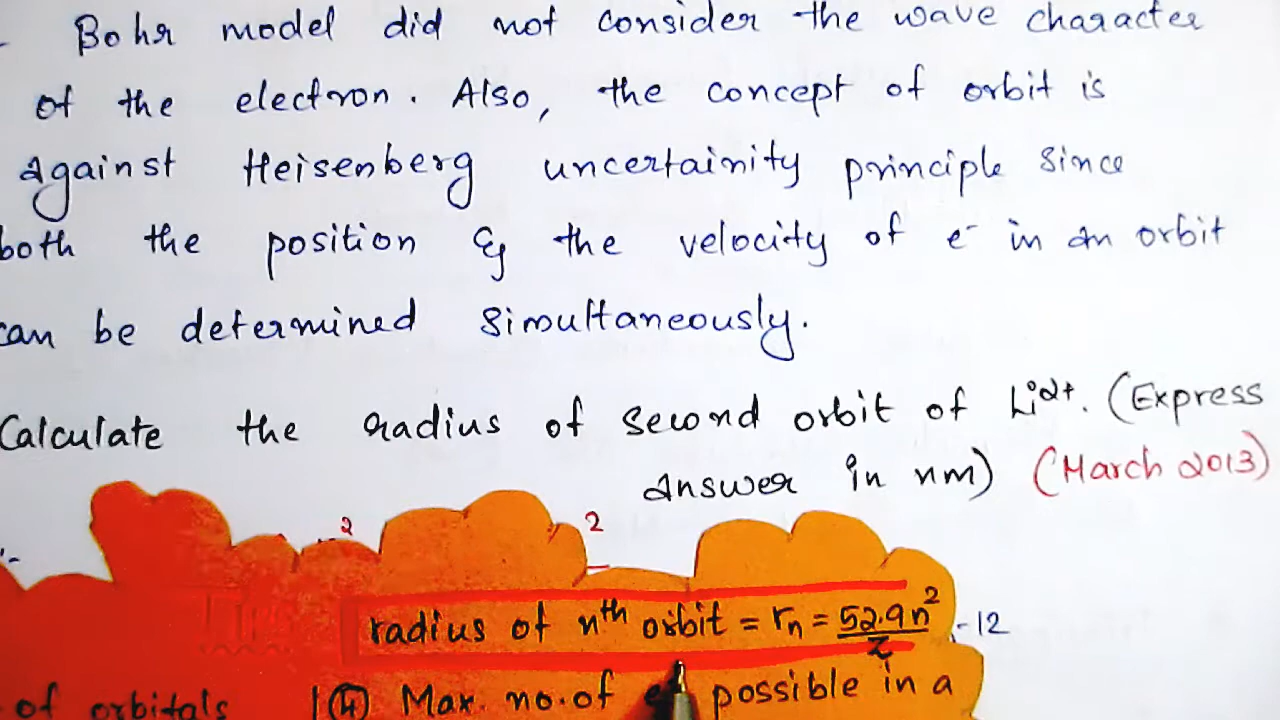 Bohr model did not consider the wave characte
of the electron. Also, the concept of orbit is
against Heisenberg uncertainity principle since
both the position & the velocity of e⁻ in an orbit
can be determined simultaneously.
Calculate the radius of second orbit of Li²⁺. (Express
answer in nm) (March 2013)
2 2
radius of nth orbit = rₙ = 52.9n²/Z
-12
of orbitals
④ Max. no. of possible in a